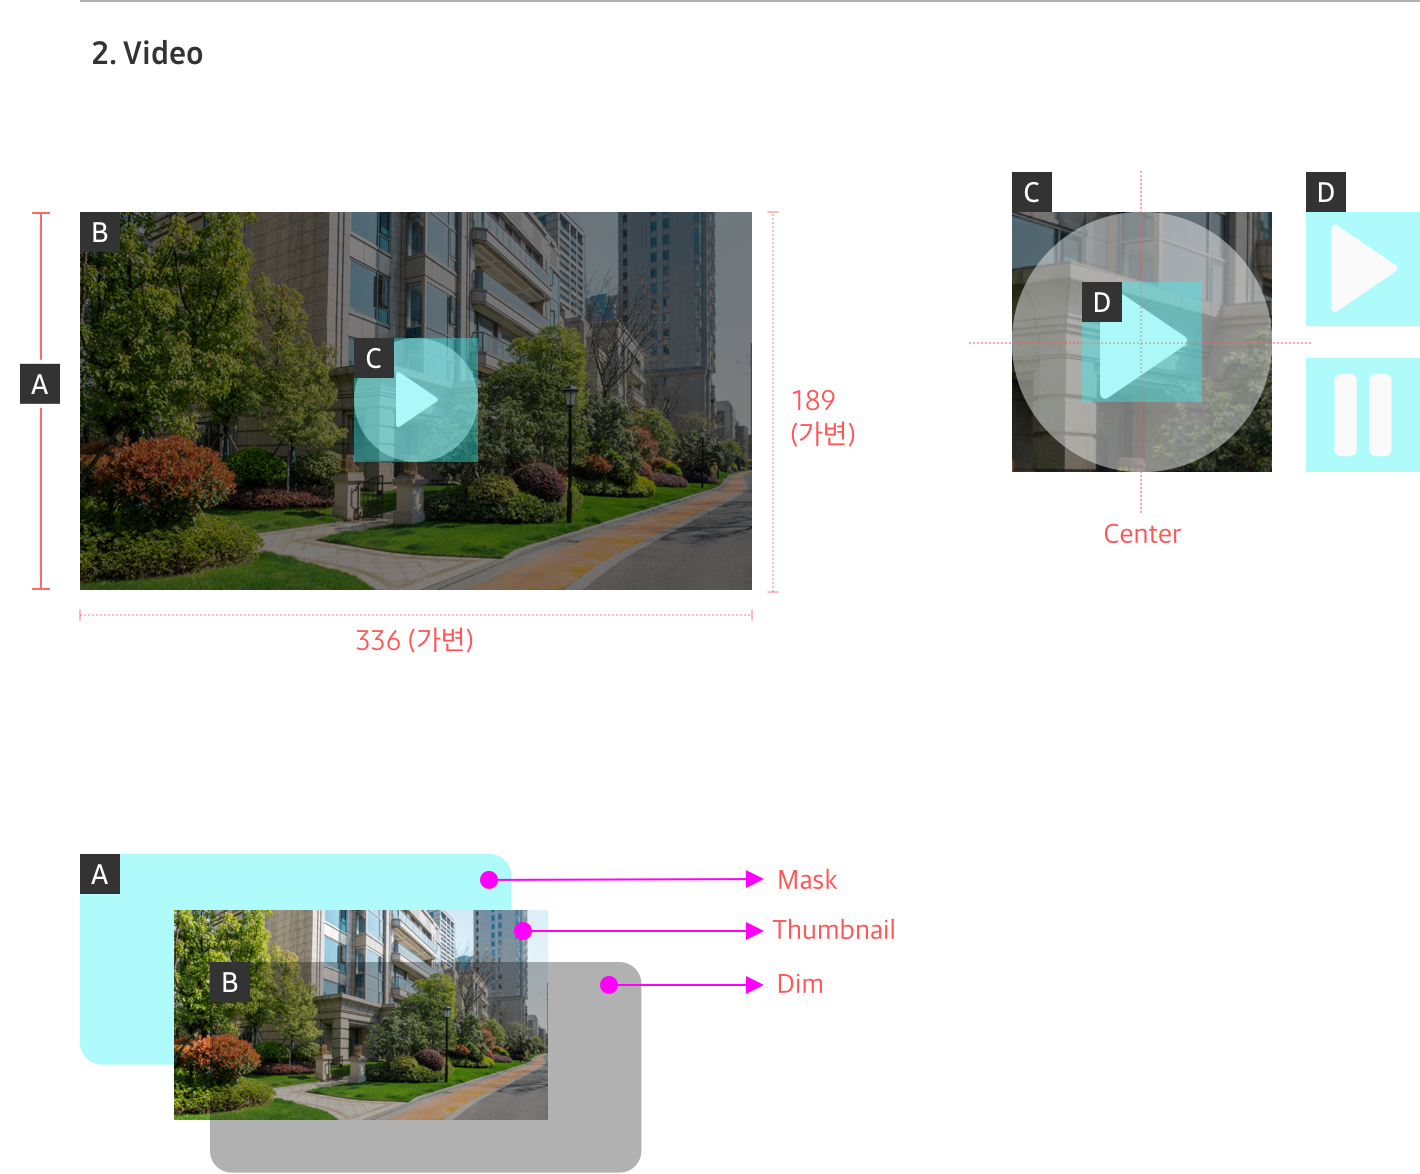 2. Video
B
C
A
189
(가변)
336 (가변)
C
D
D
Center
A
Mask
Thumbnail
B
Dim